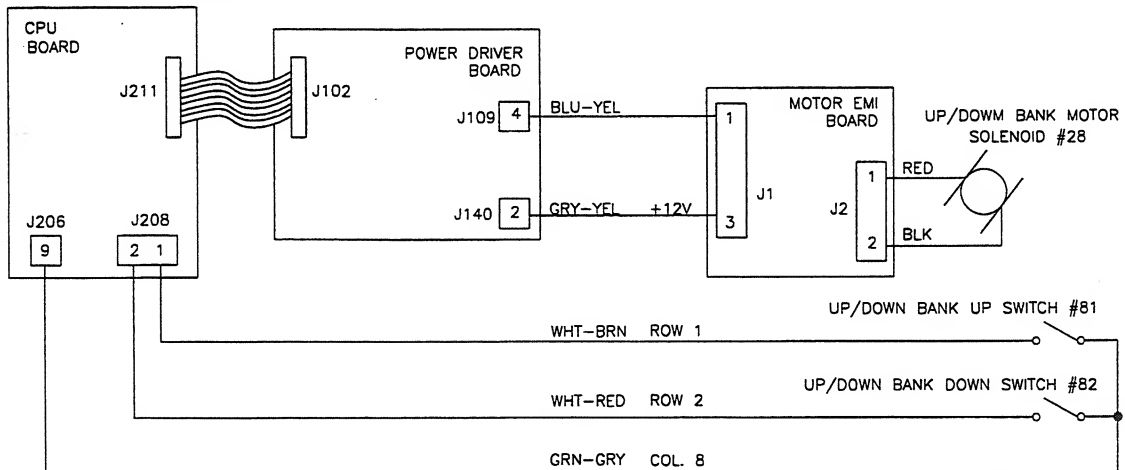 CPU
BOARD
POWER DRIVER
BOARD
J211
J102
J109
4
BLU-YEL
MOTOR EMI
BOARD
1
UP/DOWM BANK MOTOR
SOLENOID #28
J1
J2
1
RED
J140
2
GRY-YEL +12V
3
2
BLK
J206
J208
9
2 1
UP/DOWN BANK UP SWITCH #81
WHT-BRN ROW 1
UP/DOWN BANK DOWN SWITCH #82
WHT-RED ROW 2
GRN-GRY COL. 8